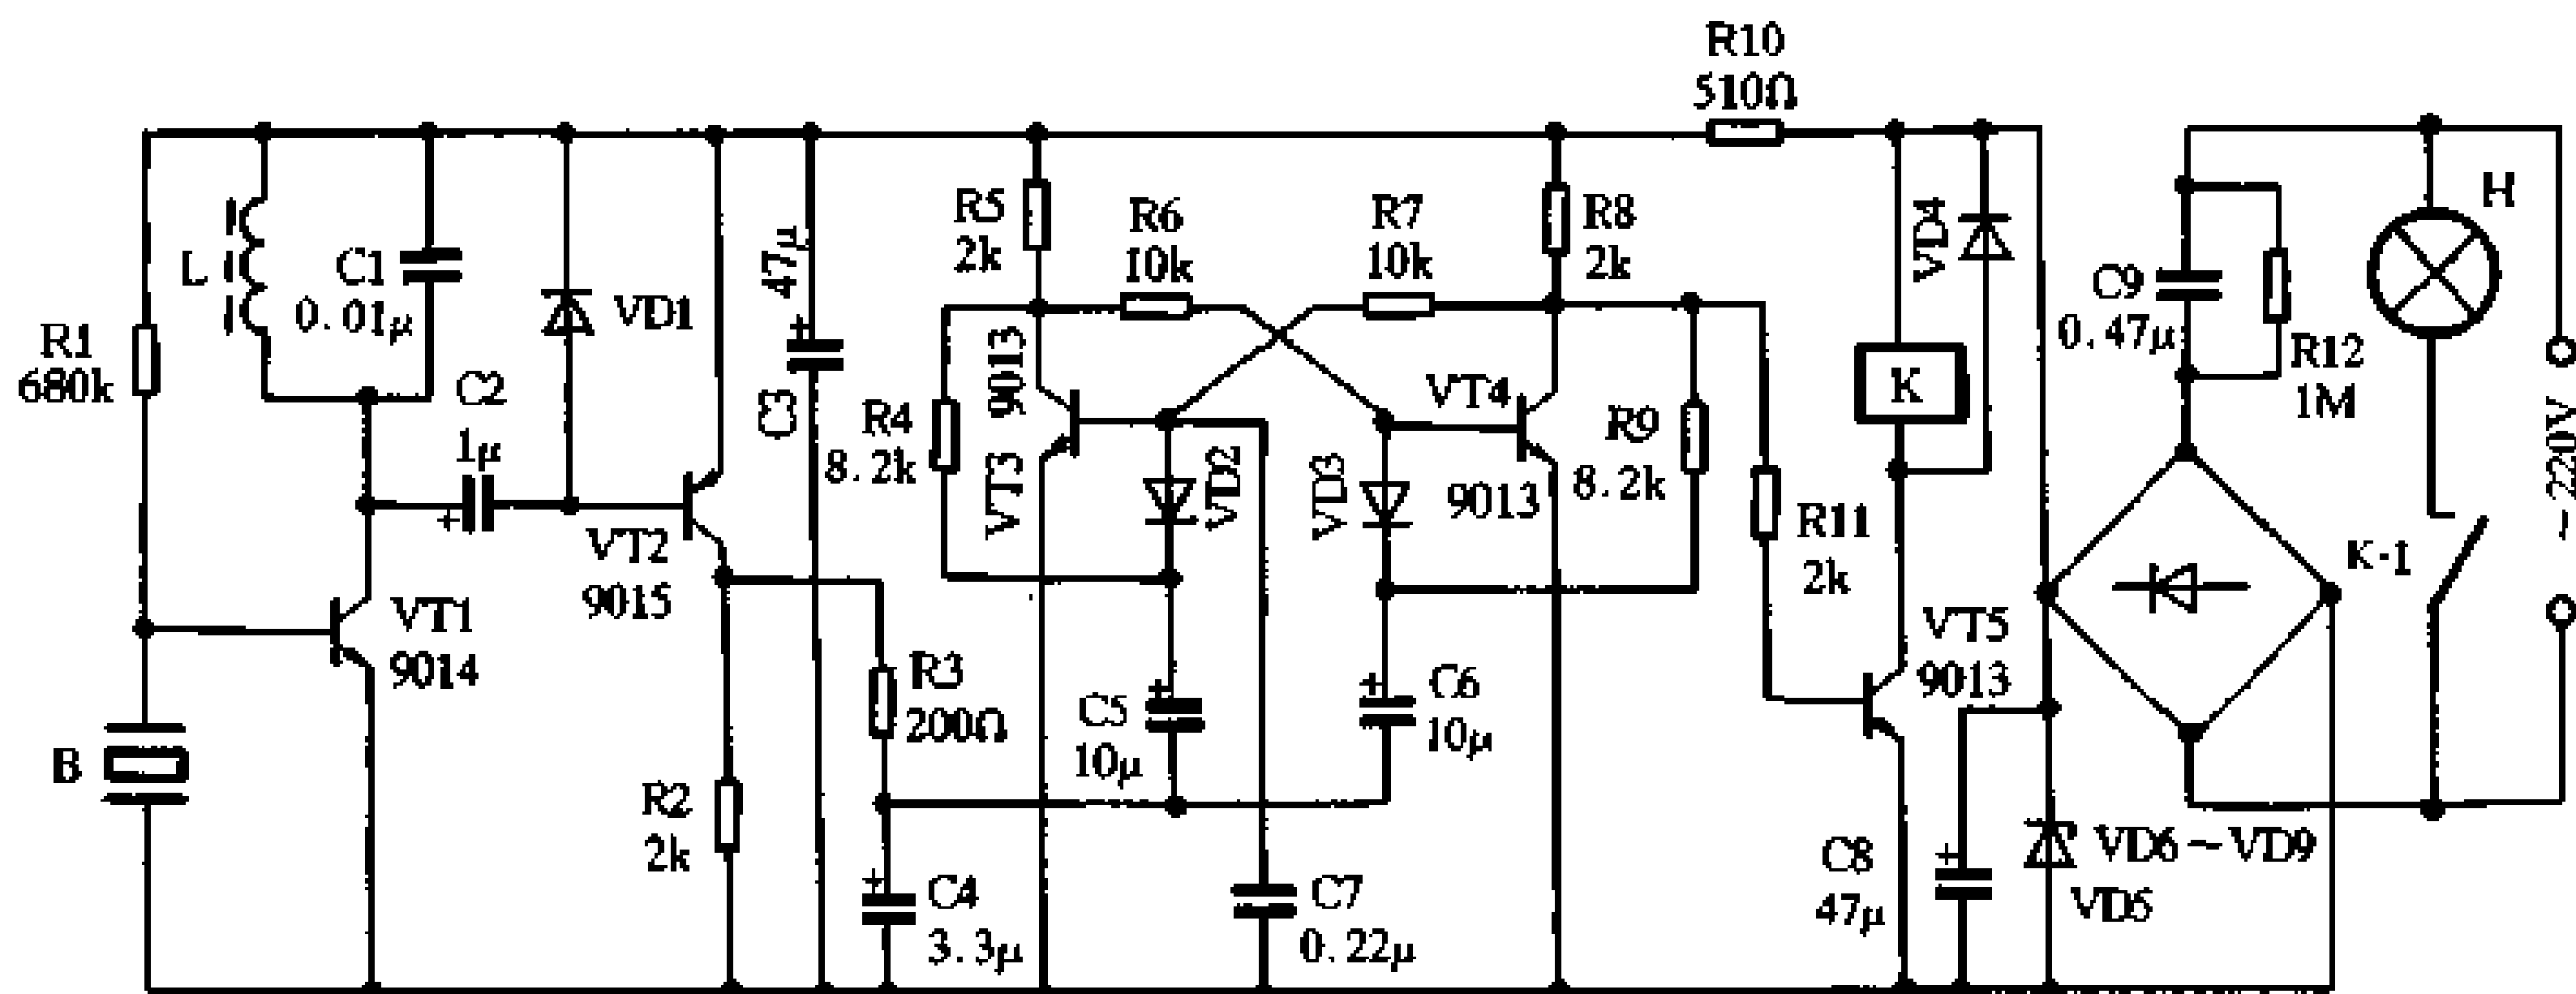 R10
510Ω
R1
680k
L
C1
0.01μ
VD1
C2
1μ
+
VT2
9015
VT1
9014
B
47μ
+
C3
R5
2k
R6
10k
R7
10k
R8
2k
R4
8.2k
9013
VT3
VD2
VD3
VT4
9013
R9
8.2k
R3
200Ω
R2
2k
+
C4
3.3μ
+
C5
10μ
+
C6
10μ
C7
0.22μ
R11
2k
VD4
K
VT5
9013
C8
47μ
+
VD6~VD9
VD5
C9
0.47μ
R12
1M
H
K-1
~220V